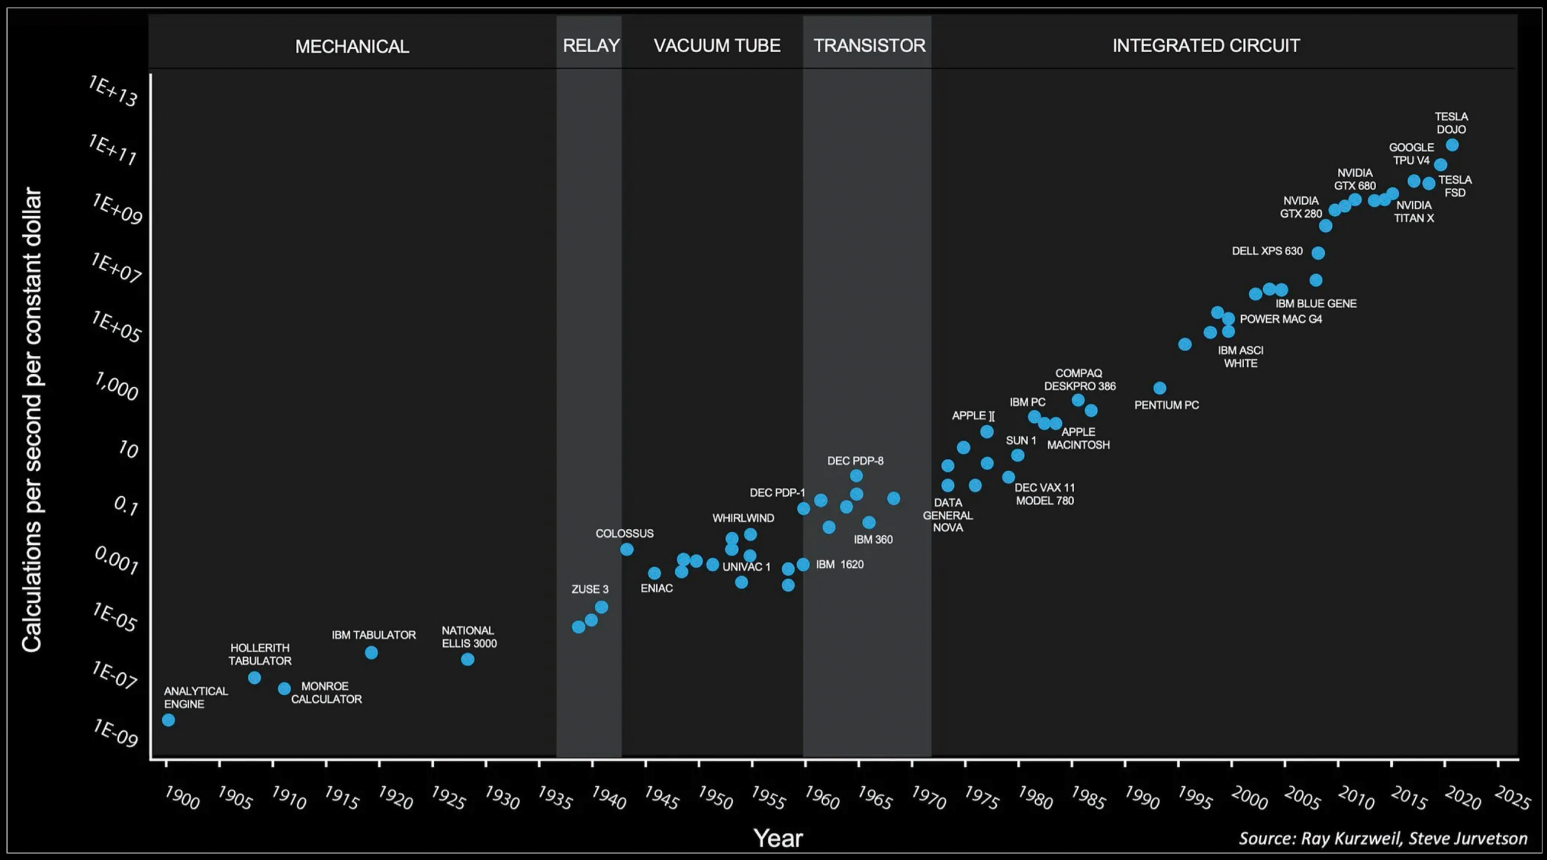 MECHANICAL
RELAY
VACUUM TUBE
TRANSISTOR
INTEGRATED CIRCUIT
Calculations per second per constant dollar
1E+13
1E+11
1E+09
1E+07
1E+05
1,000
10
0.1
0.001
1E-05
1E-07
1E-09
ANALYTICAL
ENGINE
HOLLERITH
TABULATOR
MONROE
CALCULATOR
IBM TABULATOR
NATIONAL
ELLIS 3000
ZUSE 3
COLOSSUS
ENIAC
WHIRLWIND
UNIVAC 1
DEC PDP-1
IBM 1620
DEC PDP-8
IBM 360
DATA
GENERAL
NOVA
APPLE ][
SUN 1
DEC VAX 11
MODEL 780
IBM PC
COMPAQ
DESKPRO 386
APPLE
MACINTOSH
PENTIUM PC
IBM ASCI
WHITE
POWER MAC G4
IBM BLUE GENE
DELL XPS 630
NVIDIA
GTX 280
NVIDIA
GTX 680
NVIDIA
TITAN X
GOOGLE
TPU V4
TESLA
FSD
TESLA
DOJO
1900
1905
1910
1915
1920
1925
1930
1935
1940
1945
1950
1955
1960
1965
1970
1975
1980
1985
1990
1995
2000
2005
2010
2015
2020
2025
Year
Source: Ray Kurzweil, Steve Jurvetson